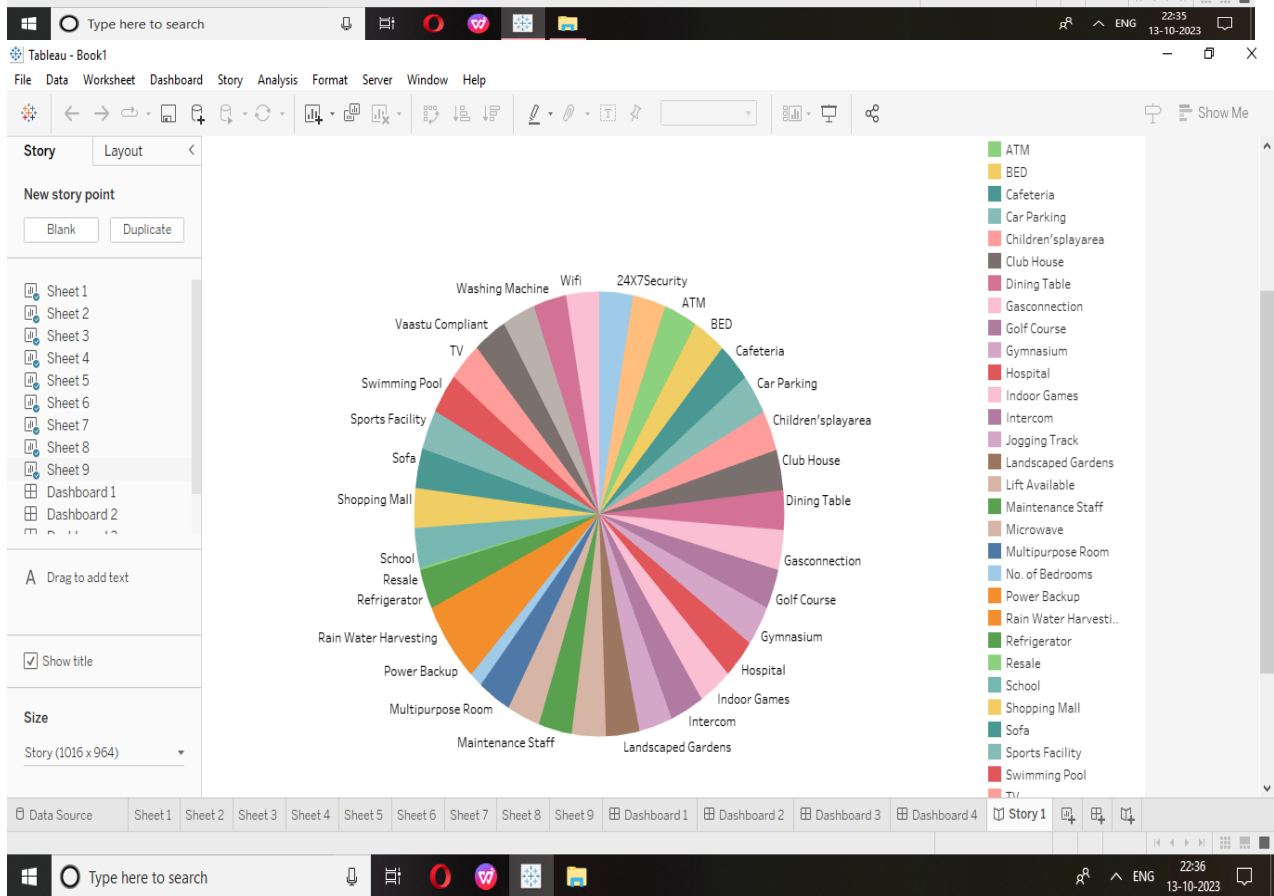 Type here to search
ENG
22:35
13-10-2023
Tableau - Book1
File Data Worksheet Dashboard Story Analysis Format Server Window Help
Show Me
Story Layout
New story point
Blank Duplicate
Sheet 1
Sheet 2
Sheet 3
Sheet 4
Sheet 5
Sheet 6
Sheet 7
Sheet 8
Sheet 9
Dashboard 1
Dashboard 2
A Drag to add text
Show title
Size
Story (1016 x 964)
Wifi
24X7Security
Washing Machine
ATM
Vaastu Compliant
BED
TV
Cafeteria
Swimming Pool
Car Parking
Sports Facility
Children'splayarea
Sofa
Club House
Shopping Mall
Dining Table
School
Gasconnection
Resale
Refrigerator
Golf Course
Rain Water Harvesting
Gymnasium
Power Backup
Hospital
Multipurpose Room
Indoor Games
Intercom
Maintenance Staff
Landscaped Gardens
ATM
BED
Cafeteria
Car Parking
Children'splayarea
Club House
Dining Table
Gasconnection
Golf Course
Gymnasium
Hospital
Indoor Games
Intercom
Jogging Track
Landscaped Gardens
Lift Available
Maintenance Staff
Microwave
Multipurpose Room
No. of Bedrooms
Power Backup
Rain Water Harvesti..
Refrigerator
Resale
School
Shopping Mall
Sofa
Sports Facility
Swimming Pool
TV
Data Source Sheet 1 Sheet 2 Sheet 3 Sheet 4 Sheet 5 Sheet 6 Sheet 7 Sheet 8 Sheet 9 Dashboard 1 Dashboard 2 Dashboard 3 Dashboard 4 Story 1
Type here to search
ENG
22:36
13-10-2023